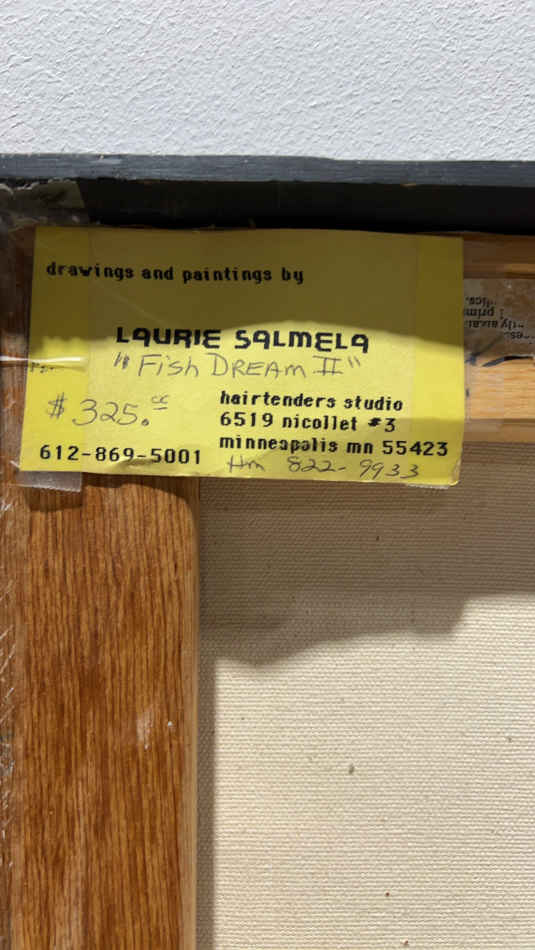 drawings and paintings by
LAURIE SALMELA
"Fish DREAM II"
$325.00
hairtenders studio
6519 nicollet #3
minneapolis mn 55423
612-869-5001
Hm 822-9933